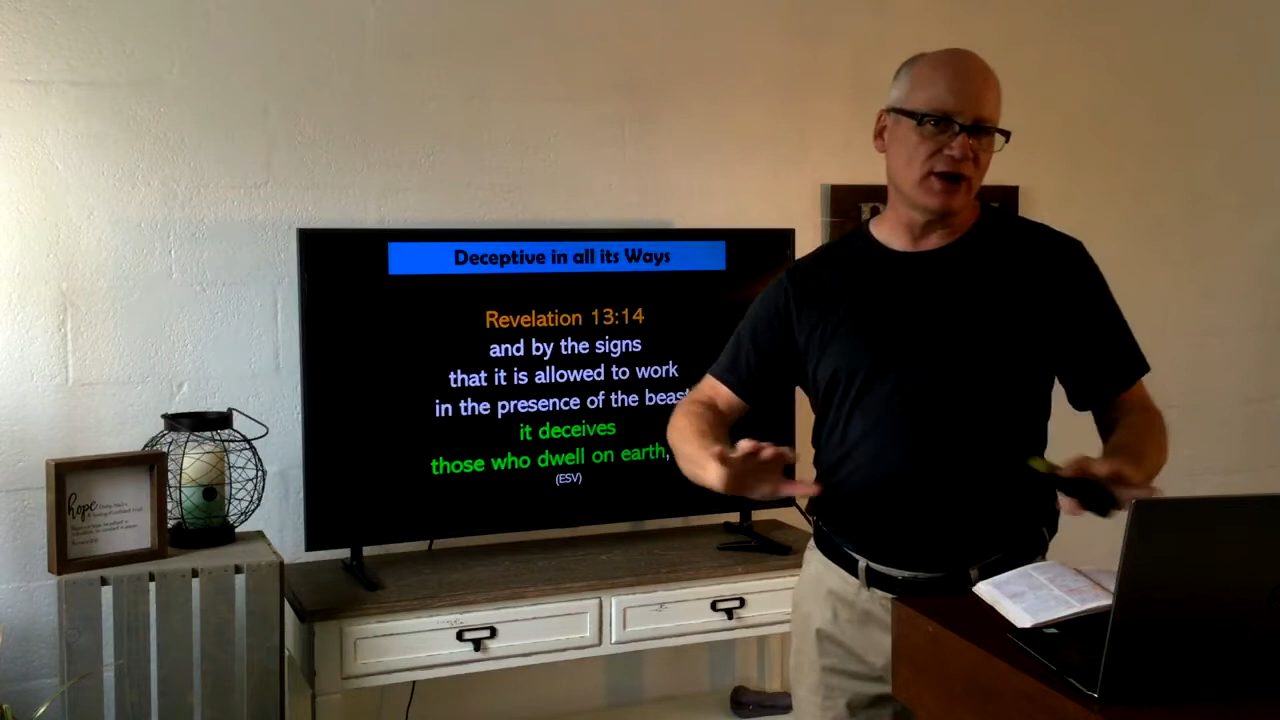 Deceptive in all its Ways
Revelation 13:14
and by the signs
that it is allowed to work
in the presence of the beast
it deceives
those who dwell on earth,
(ESV)
hope